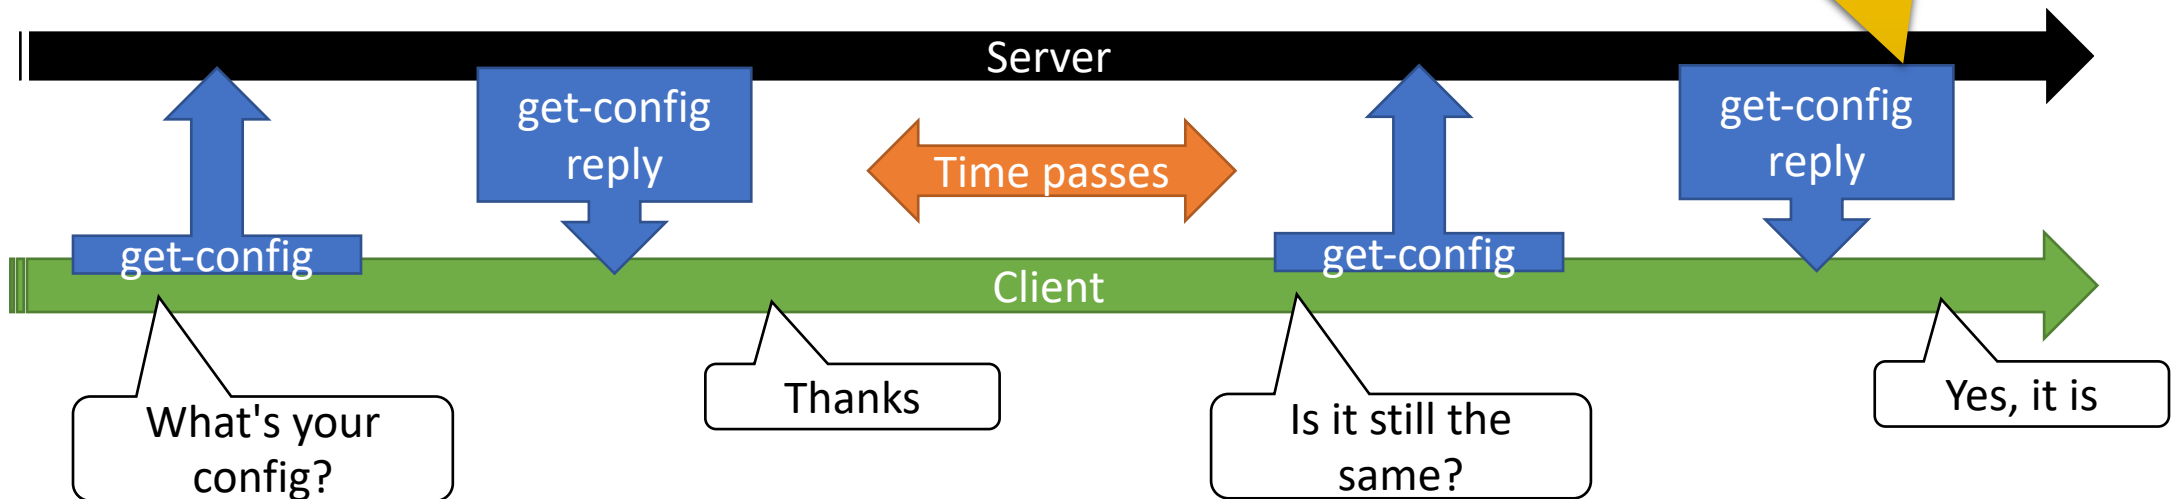 Server
get-config
reply
get-config
reply
Time passes
get-config
get-config
Client
What's your
config?
Thanks
Is it still the
same?
Yes, it is